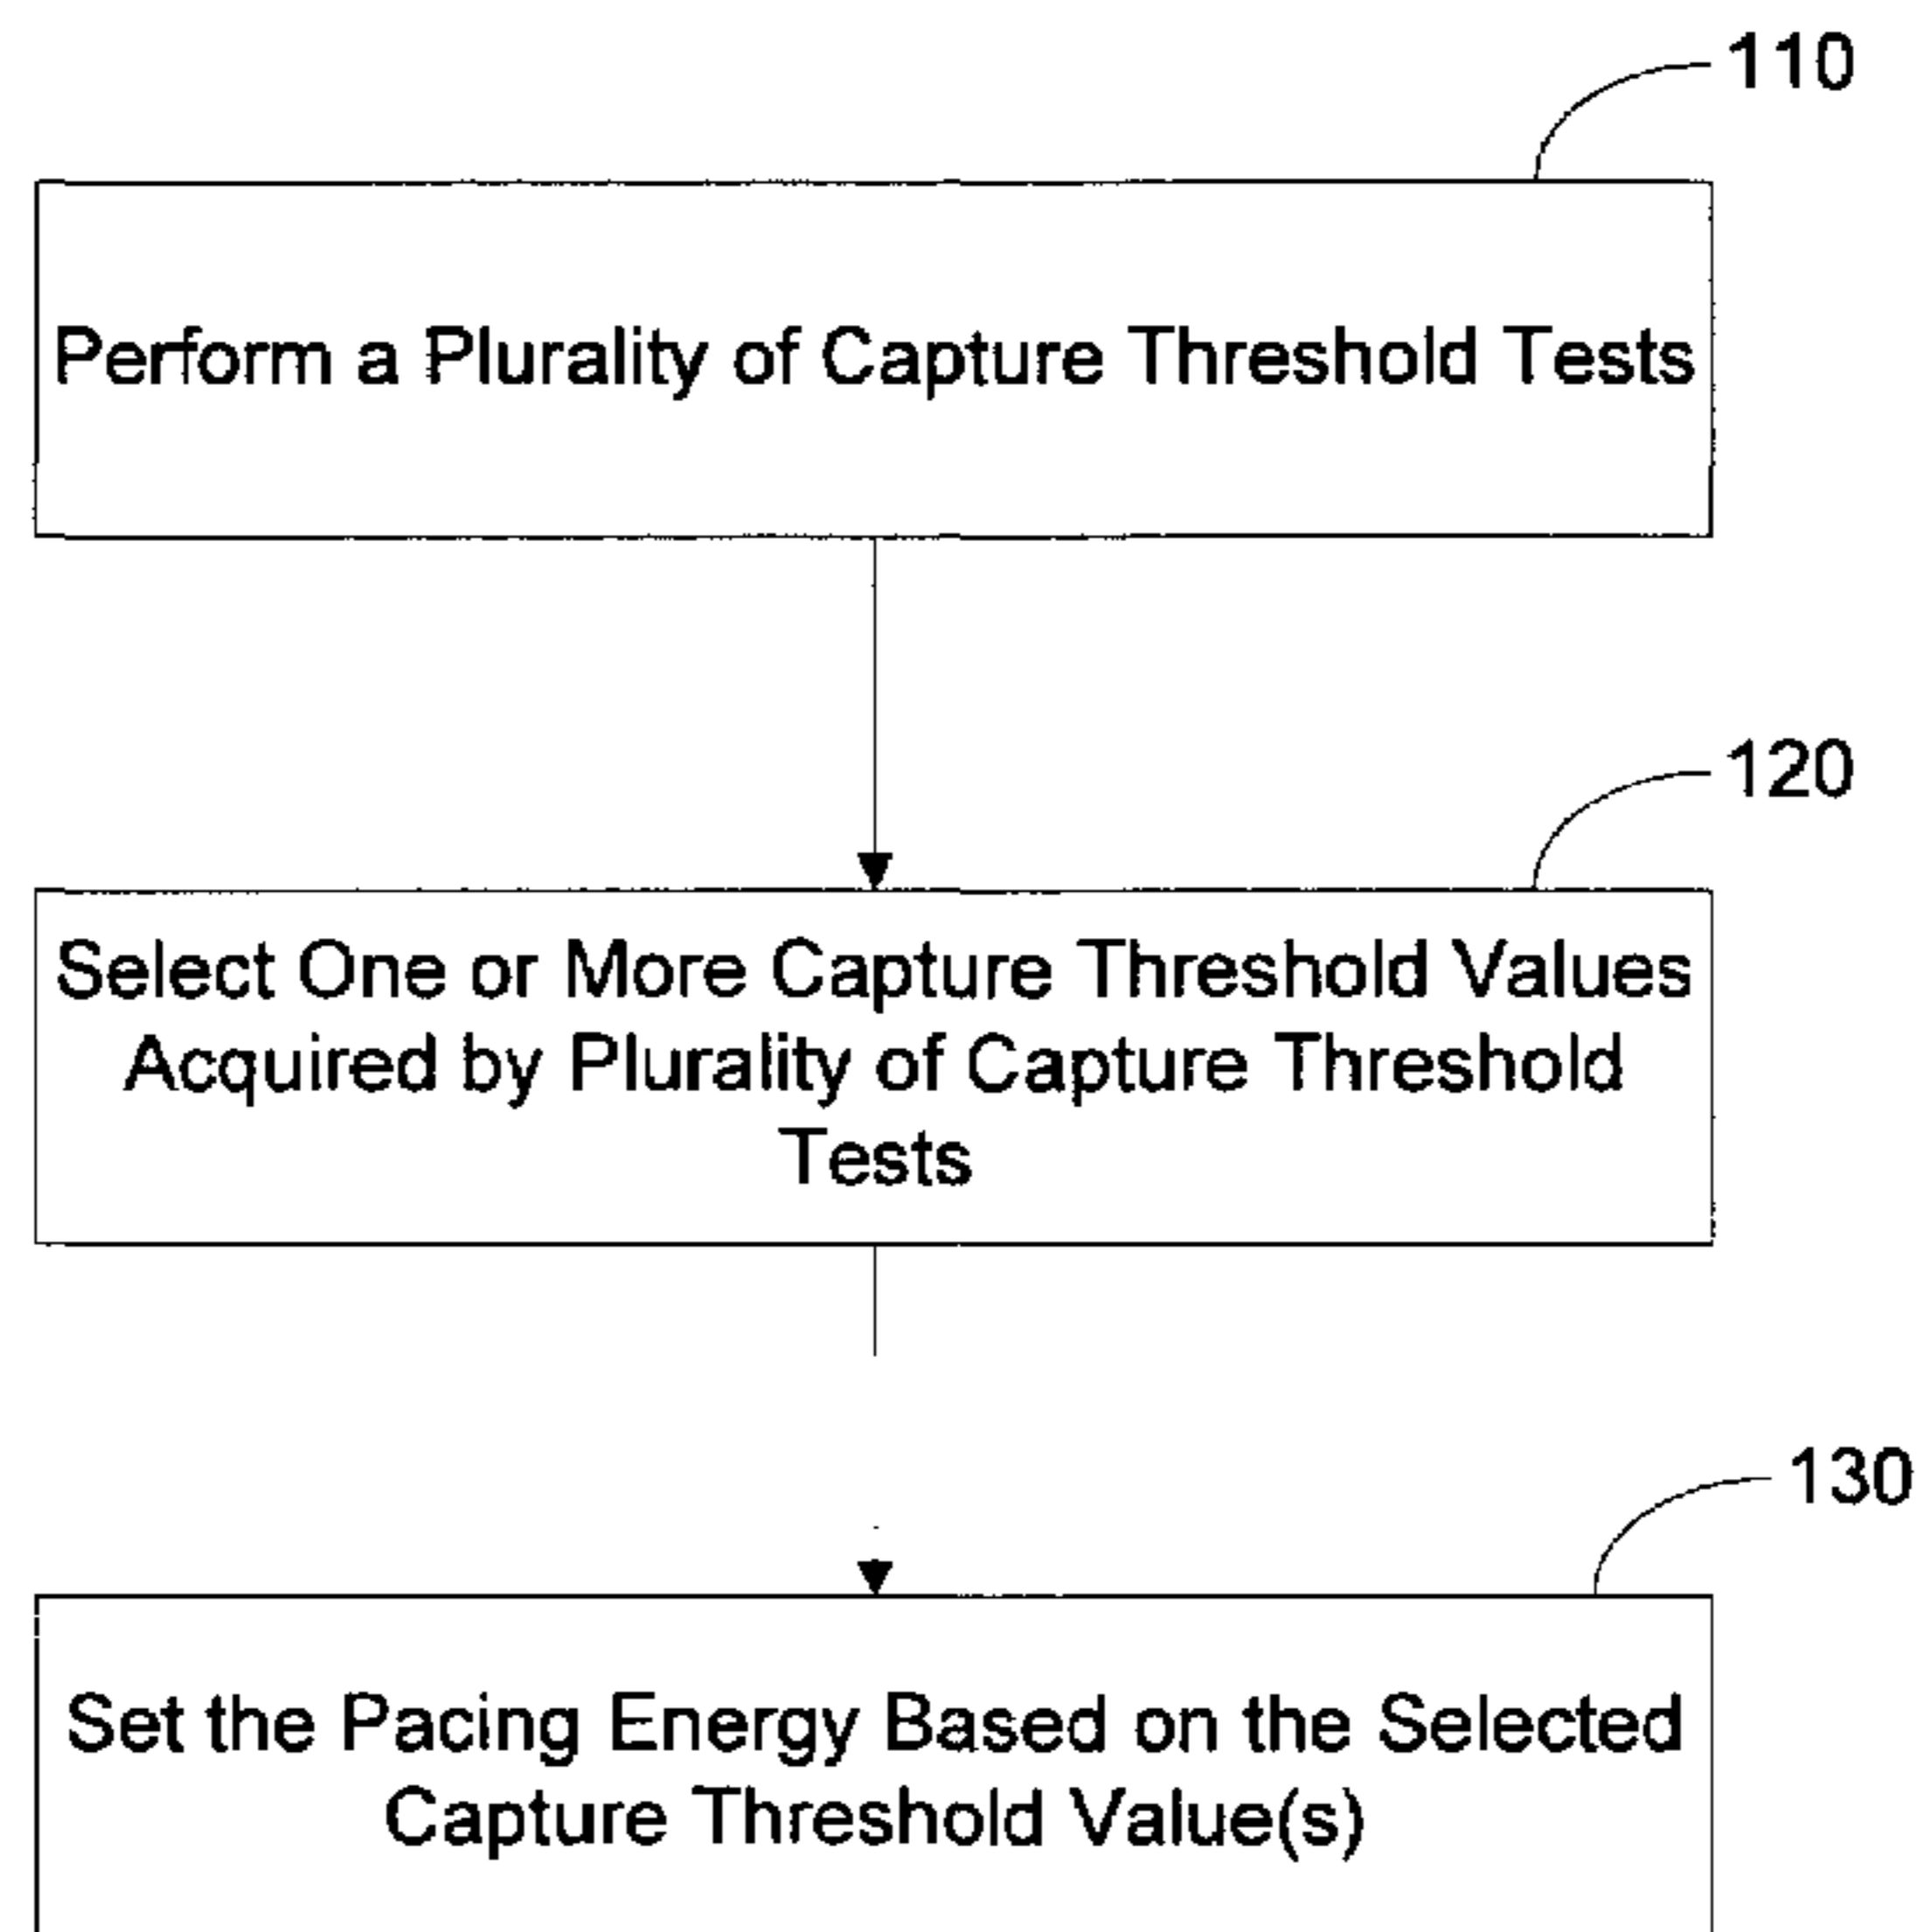 110
Perform a Plurality of Capture Threshold Tests
120
Select One or More Capture Threshold Values
Acquired by Plurality of Capture Threshold
Tests
130
Set the Pacing Energy Based on the Selected
Capture Threshold Value(s)